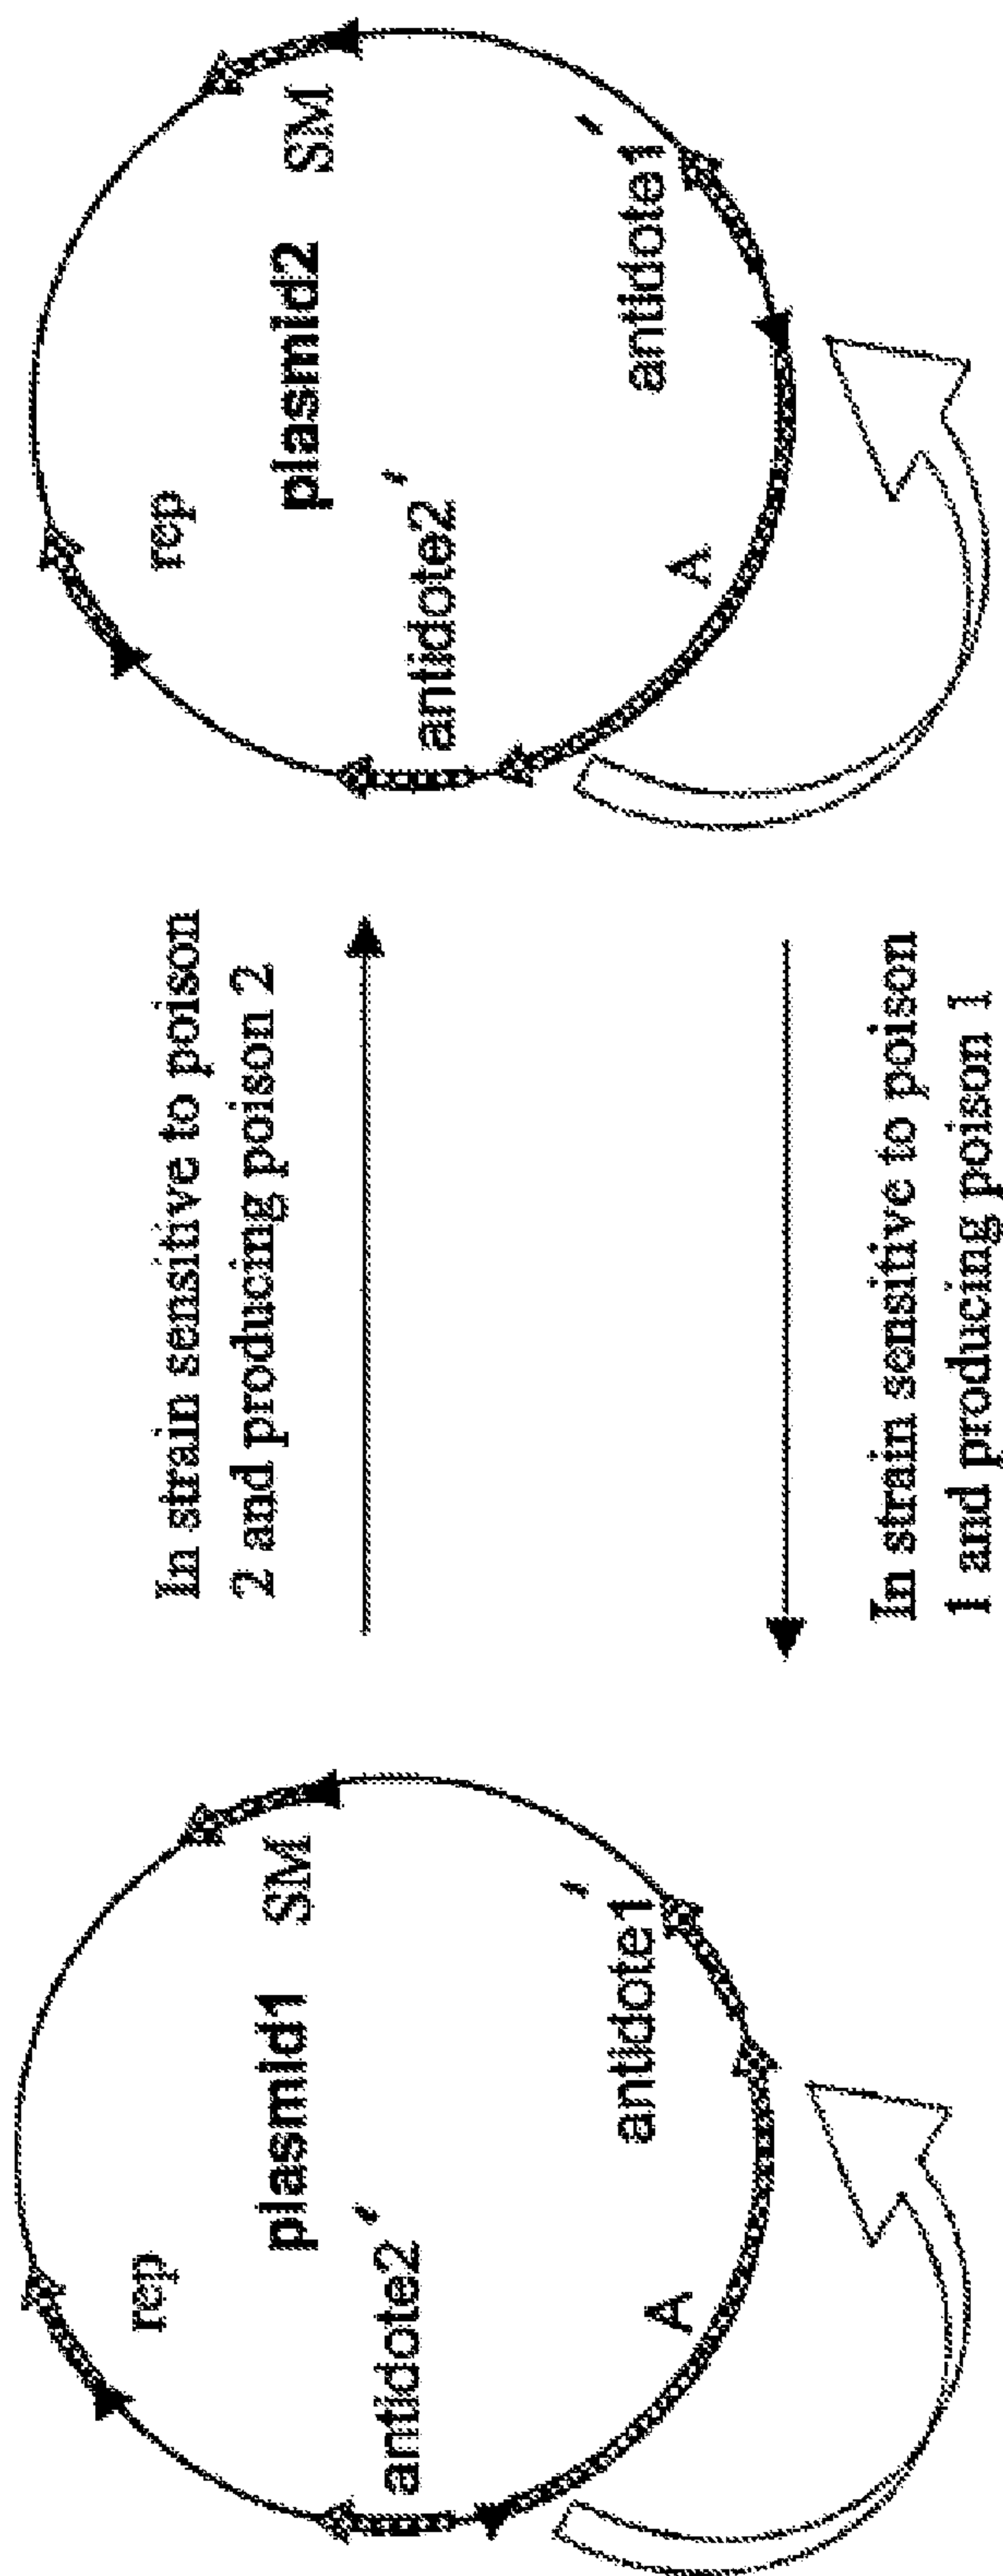 rep
plasmid1 SM
antidote2'
antidote1'
A
In strain sensitive to poison
2 and producing poison 2
In strain sensitive to poison
1 and producing poison 1
rep
plasmid2 SM
antidote2'
antidote1'
A